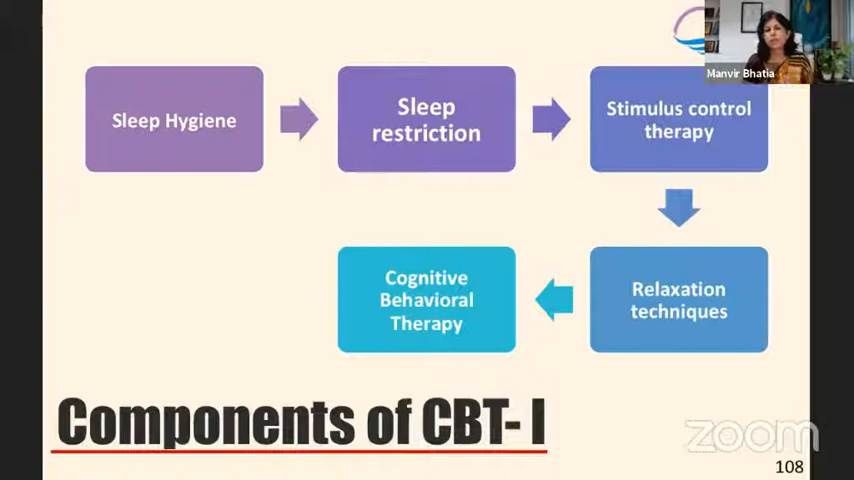 Manvir Bhatia
Sleep Hygiene
Sleep
restriction
Stimulus control
therapy
Relaxation
techniques
Cognitive
Behavioral
Therapy
Components of CBT- I
zoom
108